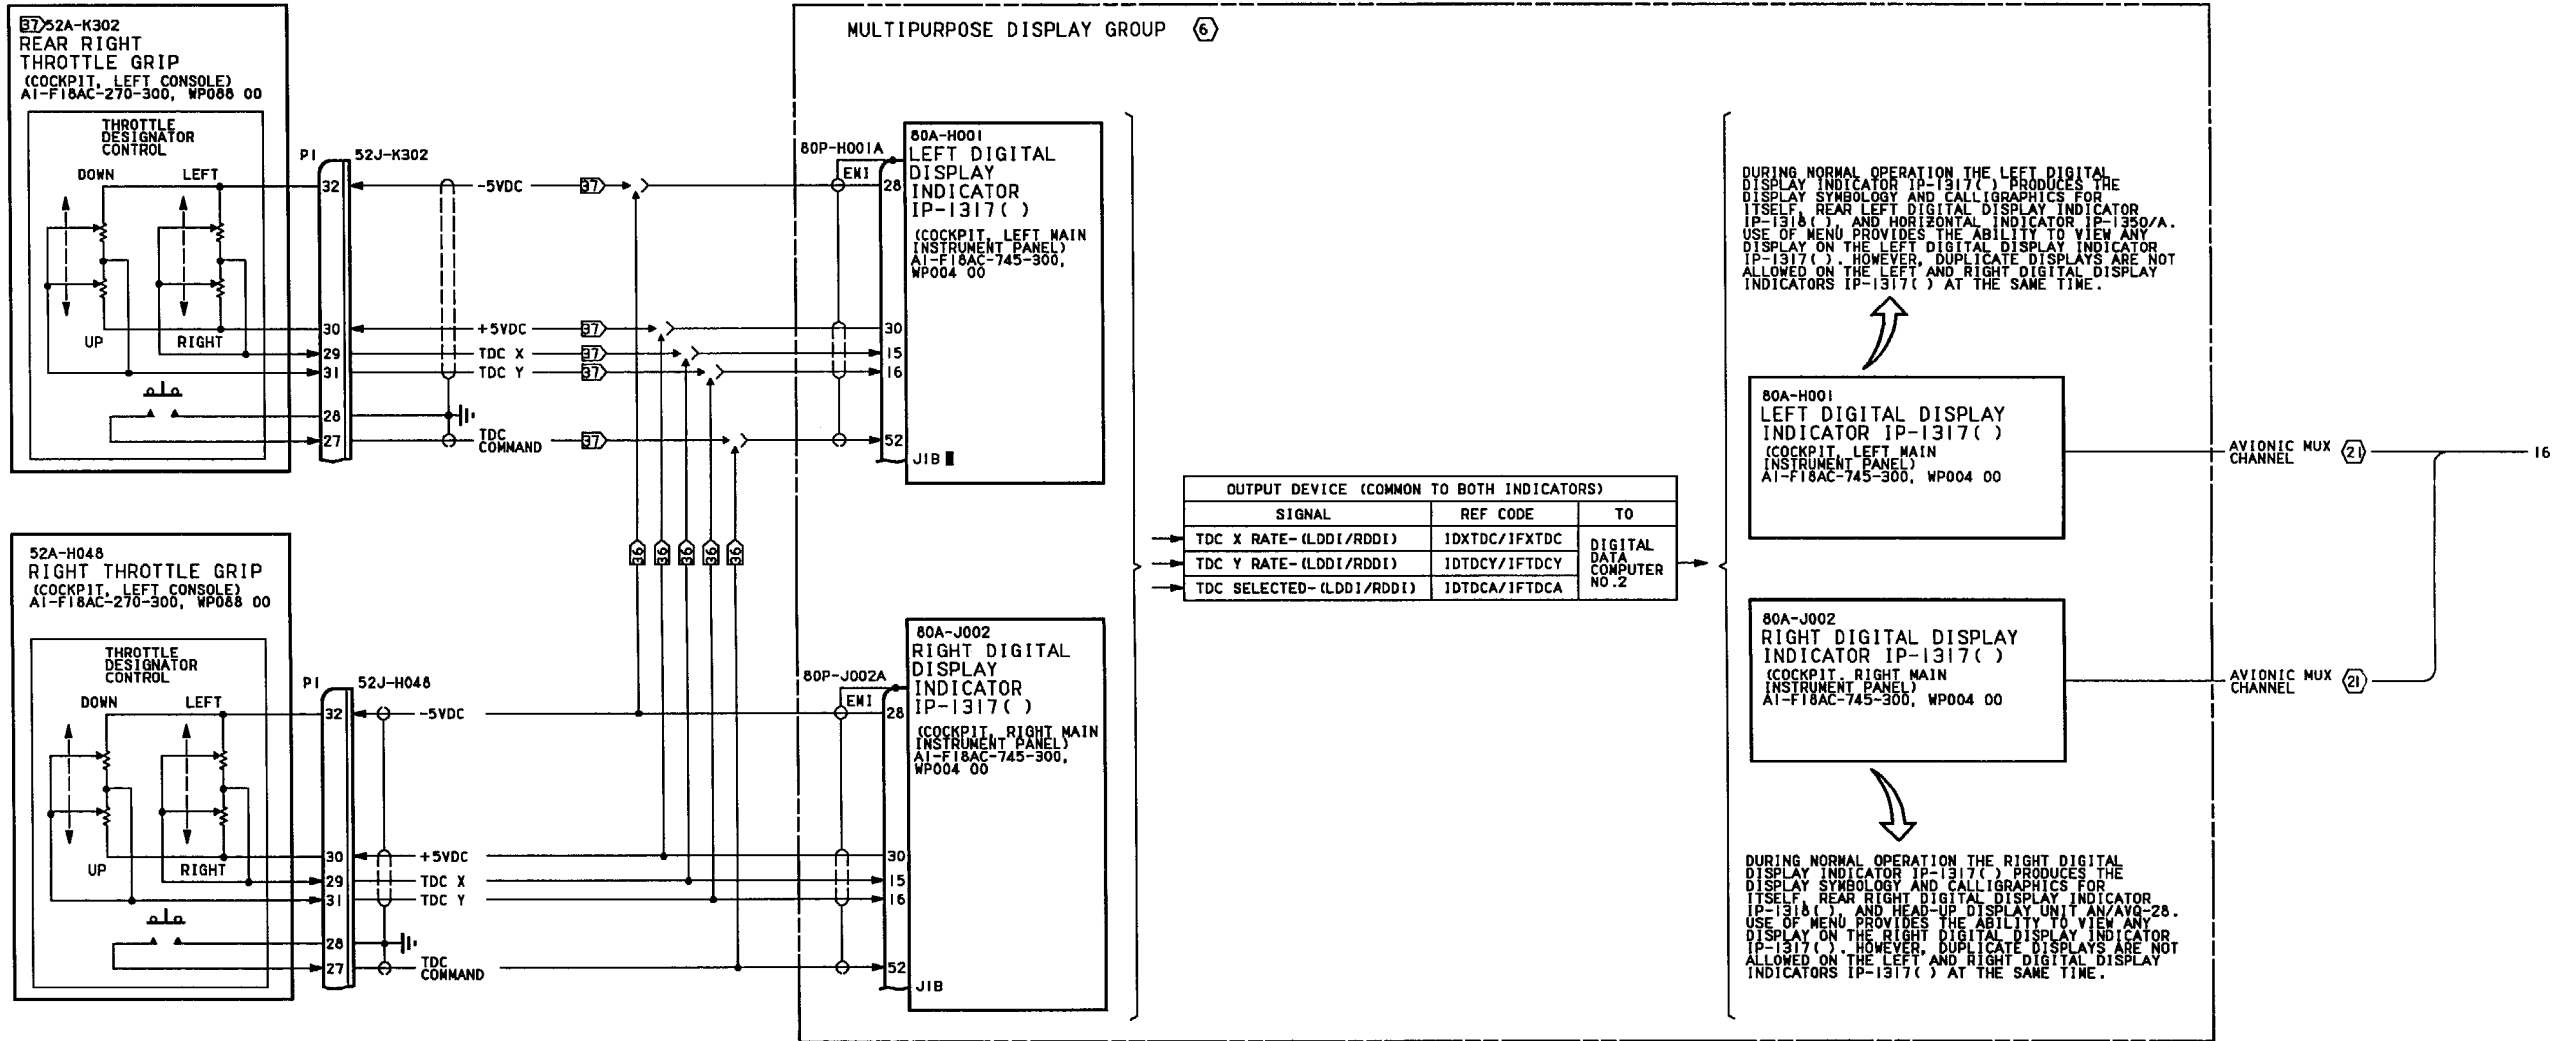 37 52A-K302
REAR RIGHT
THROTTLE GRIP
(COCKPIT, LEFT CONSOLE)
A1-F18AC-270-300, WP088 00
THROTTLE
DESIGNATOR
CONTROL
DOWN LEFT
UP RIGHT
P1 52J-K302
32 -5VDC 37
30 +5VDC 37
29 TDC X 37
31 TDC Y 37
28
27 TDC
COMMAND 37
36 36 36 36 36
52A-H048
RIGHT THROTTLE GRIP
(COCKPIT, LEFT CONSOLE)
A1-F18AC-270-300, WP088 00
THROTTLE
DESIGNATOR
CONTROL
DOWN LEFT
UP RIGHT
P1 52J-H048
32 -5VDC
30 +5VDC
29 TDC X
31 TDC Y
28
27 TDC
COMMAND
MULTIPURPOSE DISPLAY GROUP 6
80P-H001A
EMI
28
30
15
16
52
J1B
80A-H001
LEFT DIGITAL
DISPLAY
INDICATOR
IP-1317( )
(COCKPIT, LEFT MAIN
INSTRUMENT PANEL)
A1-F18AC-745-300,
WP004 00
80P-J002A
EMI
28
30
15
16
52
J1B
80A-J002
RIGHT DIGITAL
DISPLAY
INDICATOR
IP-1317( )
(COCKPIT, RIGHT MAIN
INSTRUMENT PANEL)
A1-F18AC-745-300,
WP004 00
OUTPUT DEVICE (COMMON TO BOTH INDICATORS)
SIGNAL REF CODE TO
TDC X RATE-(LDDI/RDDI) IDXTDC/IFXTDC
TDC Y RATE-(LDDI/RDDI) IDTDCY/IFTDCY
TDC SELECTED-(LDDI/RDDI) IDTDCA/IFTDCA
DIGITAL
DATA
COMPUTER
NO.2
DURING NORMAL OPERATION THE LEFT DIGITAL
DISPLAY INDICATOR IP-1317( ) PRODUCES THE
DISPLAY SYMBOLOGY AND CALLIGRAPHICS FOR
ITSELF, REAR LEFT DIGITAL DISPLAY INDICATOR
IP-1318( ), AND HORIZONTAL INDICATOR IP-1350/A.
USE OF MENU PROVIDES THE ABILITY TO VIEW ANY
DISPLAY ON THE LEFT DIGITAL DISPLAY INDICATOR
IP-1317( ). HOWEVER, DUPLICATE DISPLAYS ARE NOT
ALLOWED ON THE LEFT AND RIGHT DIGITAL DISPLAY
INDICATORS IP-1317( ) AT THE SAME TIME.
80A-H001
LEFT DIGITAL DISPLAY
INDICATOR IP-1317( )
(COCKPIT, LEFT MAIN
INSTRUMENT PANEL)
A1-F18AC-745-300, WP004 00
AVIONIC MUX 21
CHANNEL
16
80A-J002
RIGHT DIGITAL DISPLAY
INDICATOR IP-1317( )
(COCKPIT. RIGHT MAIN
INSTRUMENT PANEL)
A1-F18AC-745-300, WP004 00
AVIONIC MUX 21
CHANNEL
DURING NORMAL OPERATION THE RIGHT DIGITAL
DISPLAY INDICATOR IP-1317( ) PRODUCES THE
DISPLAY SYMBOLOGY AND CALLIGRAPHICS FOR
ITSELF, REAR RIGHT DIGITAL DISPLAY INDICATOR
IP-1318( ), AND HEAD-UP DISPLAY UNIT AN/AVQ-28.
USE OF MENU PROVIDES THE ABILITY TO VIEW ANY
DISPLAY ON THE RIGHT DIGITAL DISPLAY INDICATOR
IP-1317( ). HOWEVER, DUPLICATE DISPLAYS ARE NOT
ALLOWED ON THE LEFT AND RIGHT DIGITAL DISPLAY
INDICATORS IP-1317( ) AT THE SAME TIME.